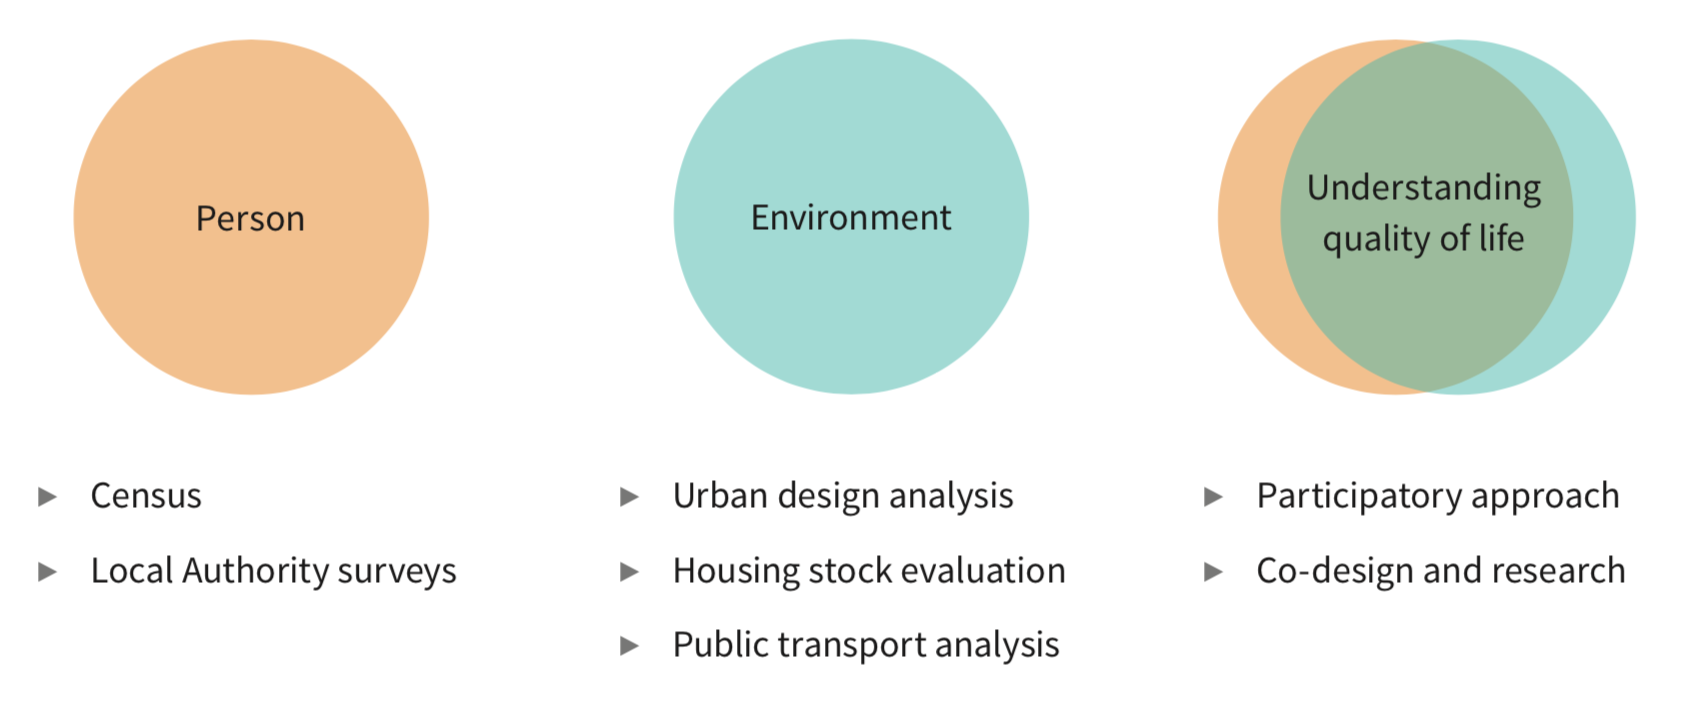 Person
Environment
Understanding
quality of life
Census
Local Authority surveys
Urban design analysis
Housing stock evaluation
Public transport analysis
Participatory approach
Co-design and research